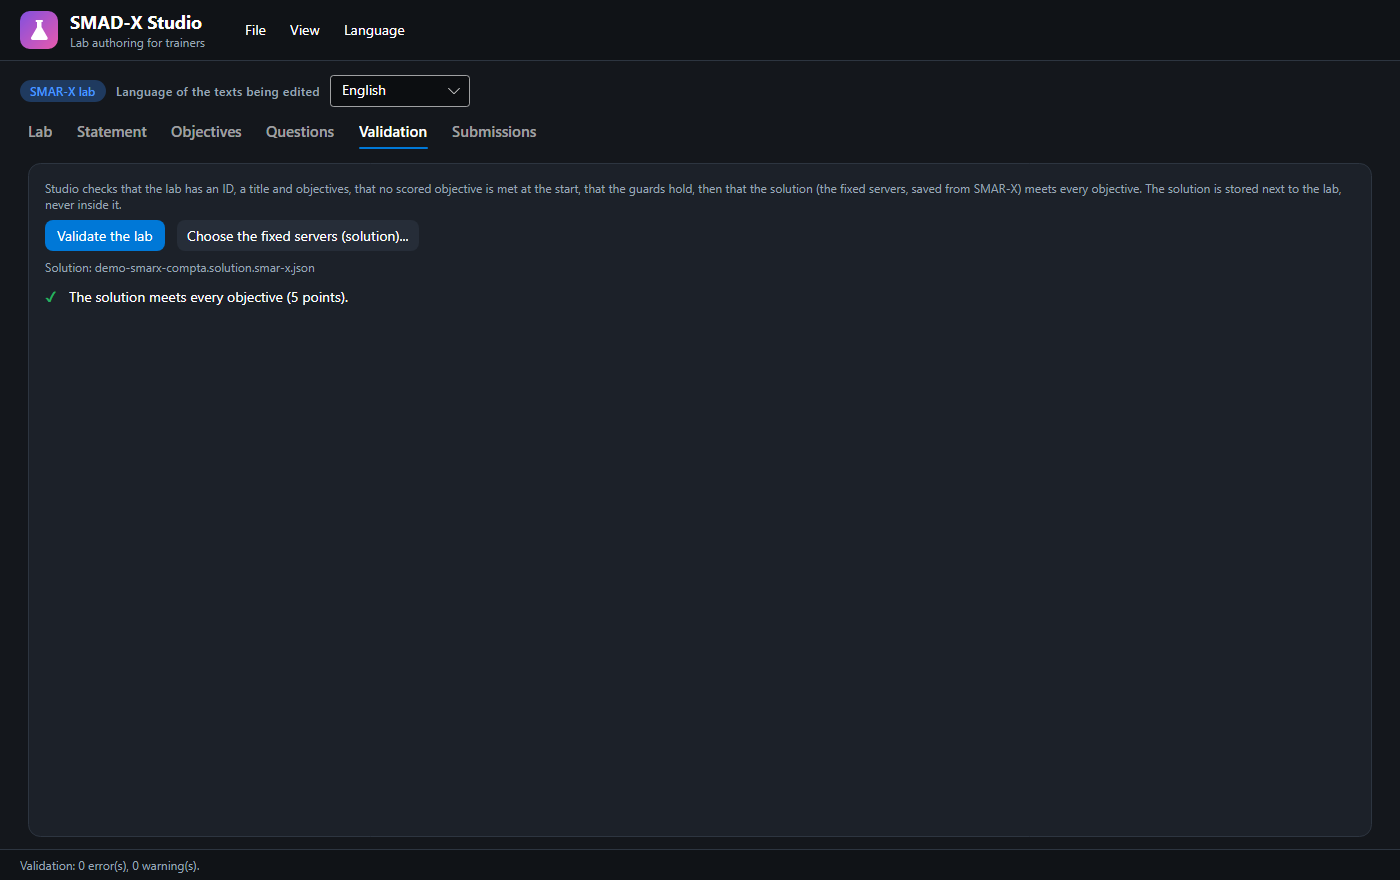 SMAD-X Studio
Lab authoring for trainers
File
View
Language
SMAR-X lab
Language of the texts being edited
English
Lab
Statement
Objectives
Questions
Validation
Submissions
Studio checks that the lab has an ID, a title and objectives, that no scored objective is met at the start, that the guards hold, then that the solution (the fixed servers, saved from SMAR-X) meets every objective. The solution is stored next to the lab,
never inside it.
Validate the lab
Choose the fixed servers (solution)...
Solution: demo-smarx-compta.solution.smar-x.json
✓ The solution meets every objective (5 points).
Validation: 0 error(s), 0 warning(s).